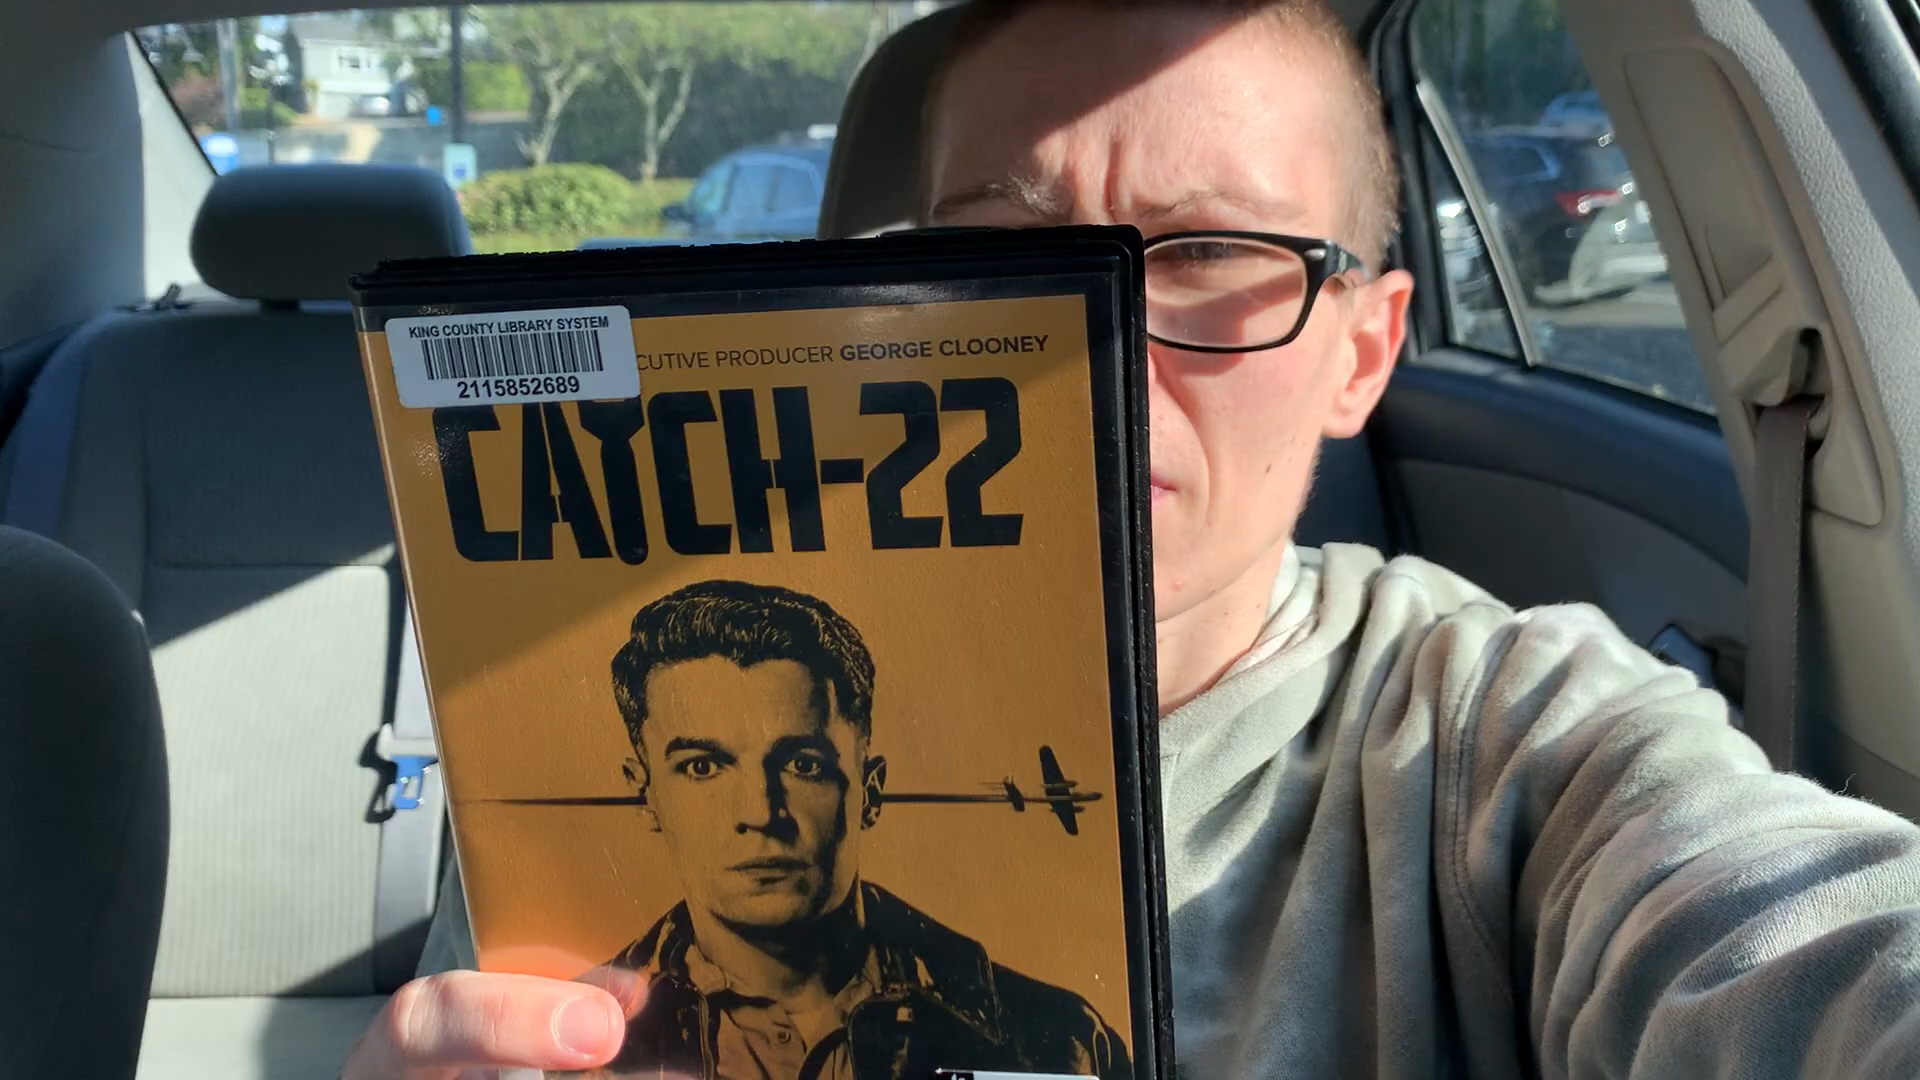 KING COUNTY LIBRARY SYSTEM
2115852689
CUTIVE PRODUCER GEORGE CLOONEY
CATCH-22